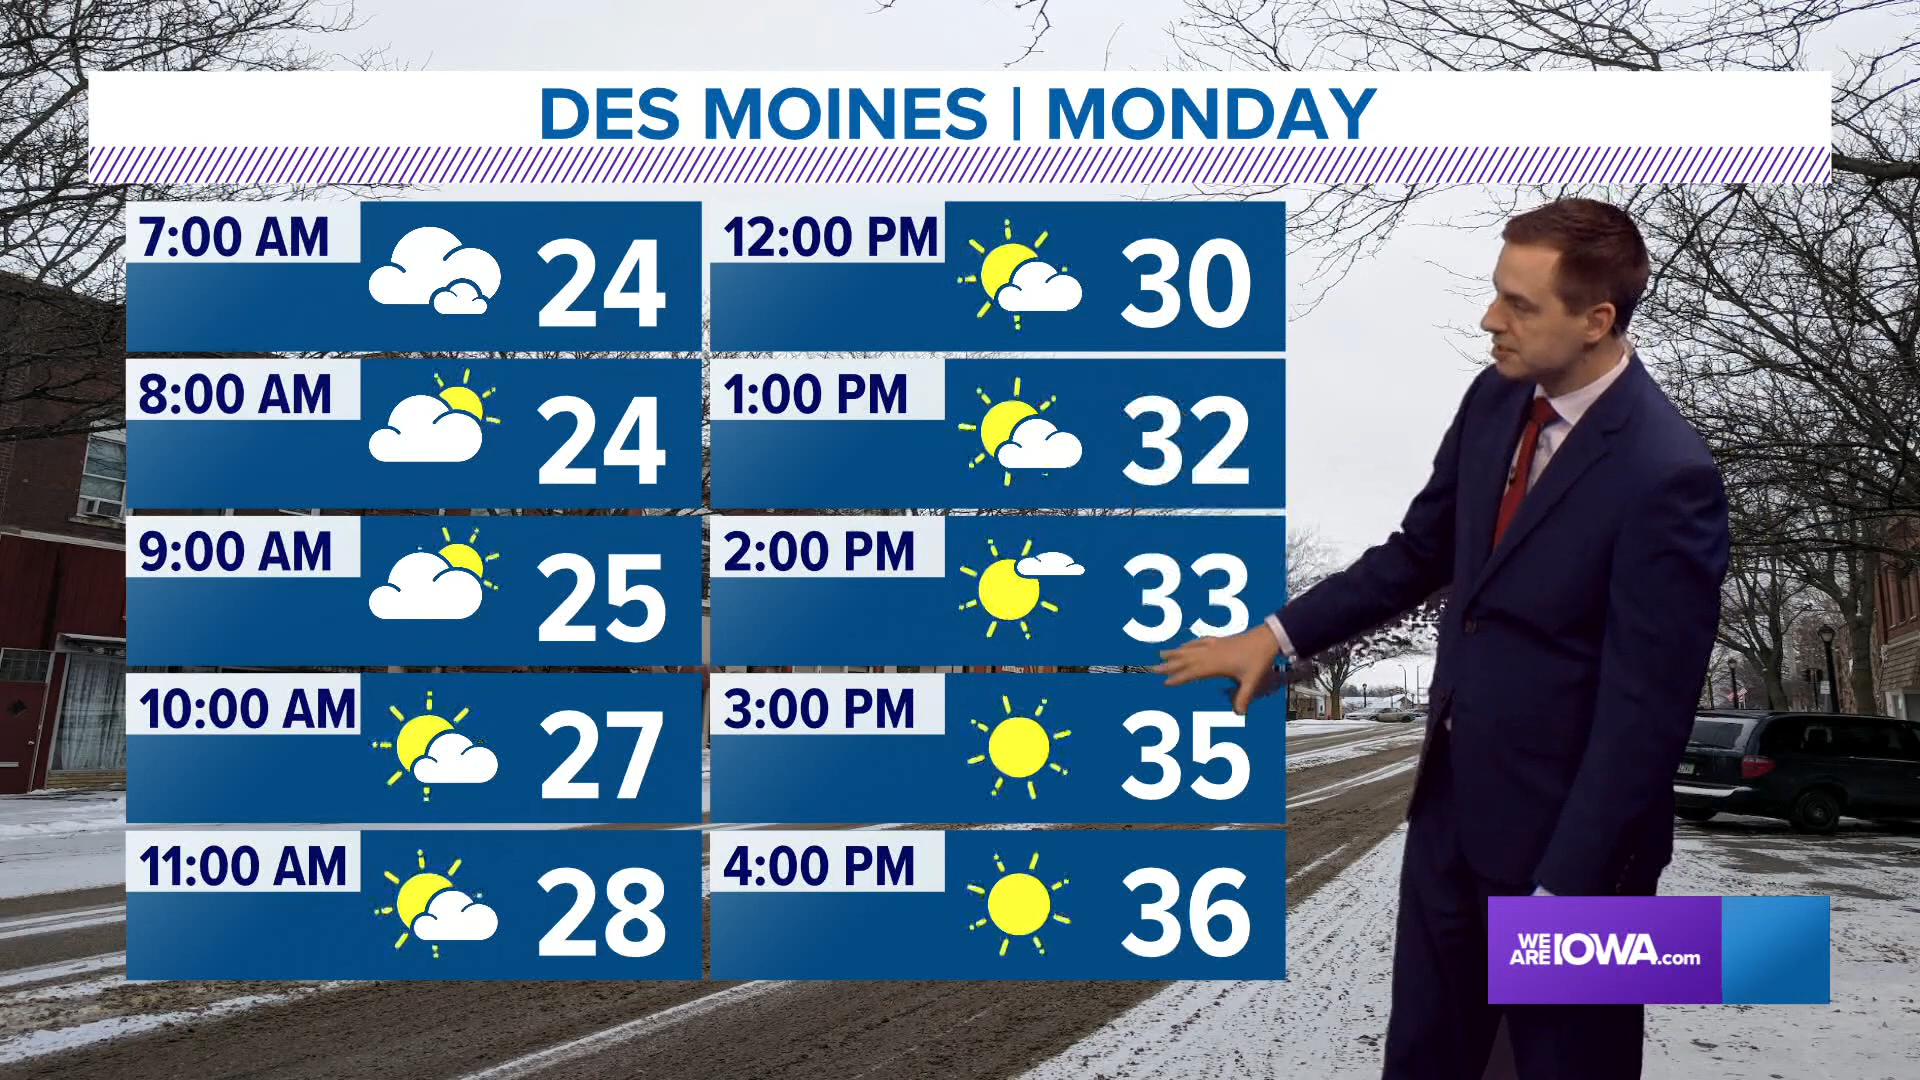 DES MOINES | MONDAY
7:00 AM 24
8:00 AM 24
9:00 AM 25
10:00 AM 27
11:00 AM 28
12:00 PM 30
1:00 PM 32
2:00 PM 33
3:00 PM 35
4:00 PM 36
WE ARE IOWA.com